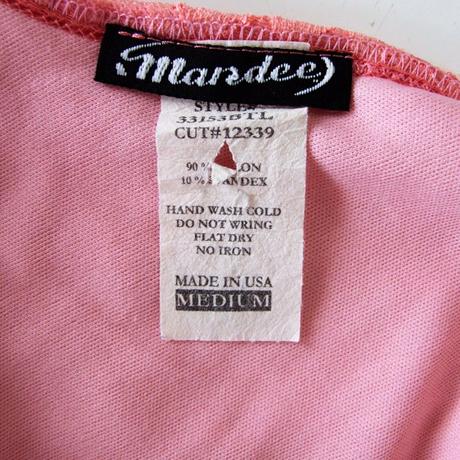 Mandee
STYLE#
33153BTL
CUT#12339
90%
10%
HAND WASH COLD
DO NOT WRING
FLAT DRY
NO IRON
MADE IN USA
MEDIUM